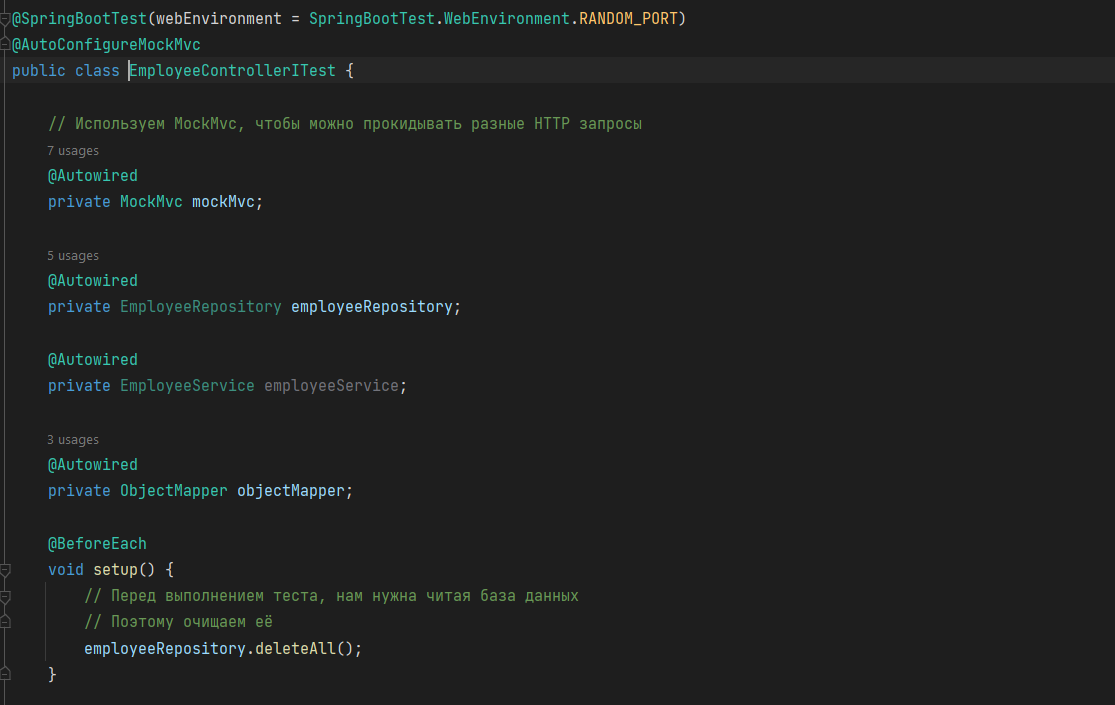 @SpringBootTest(webEnvironment = SpringBootTest.WebEnvironment.RANDOM_PORT)
@AutoConfigureMockMvc
public class EmployeeControllerITest {
// Используем MockMvc, чтобы можно прокидывать разные HTTP запросы
7 usages
@Autowired
private MockMvc mockMvc;
5 usages
@Autowired
private EmployeeRepository employeeRepository;
@Autowired
private EmployeeService employeeService;
3 usages
@Autowired
private ObjectMapper objectMapper;
@BeforeEach
void setup() {
// Перед выполнением теста, нам нужна читая база данных
// Поэтому очищаем её
employeeRepository.deleteAll();
}